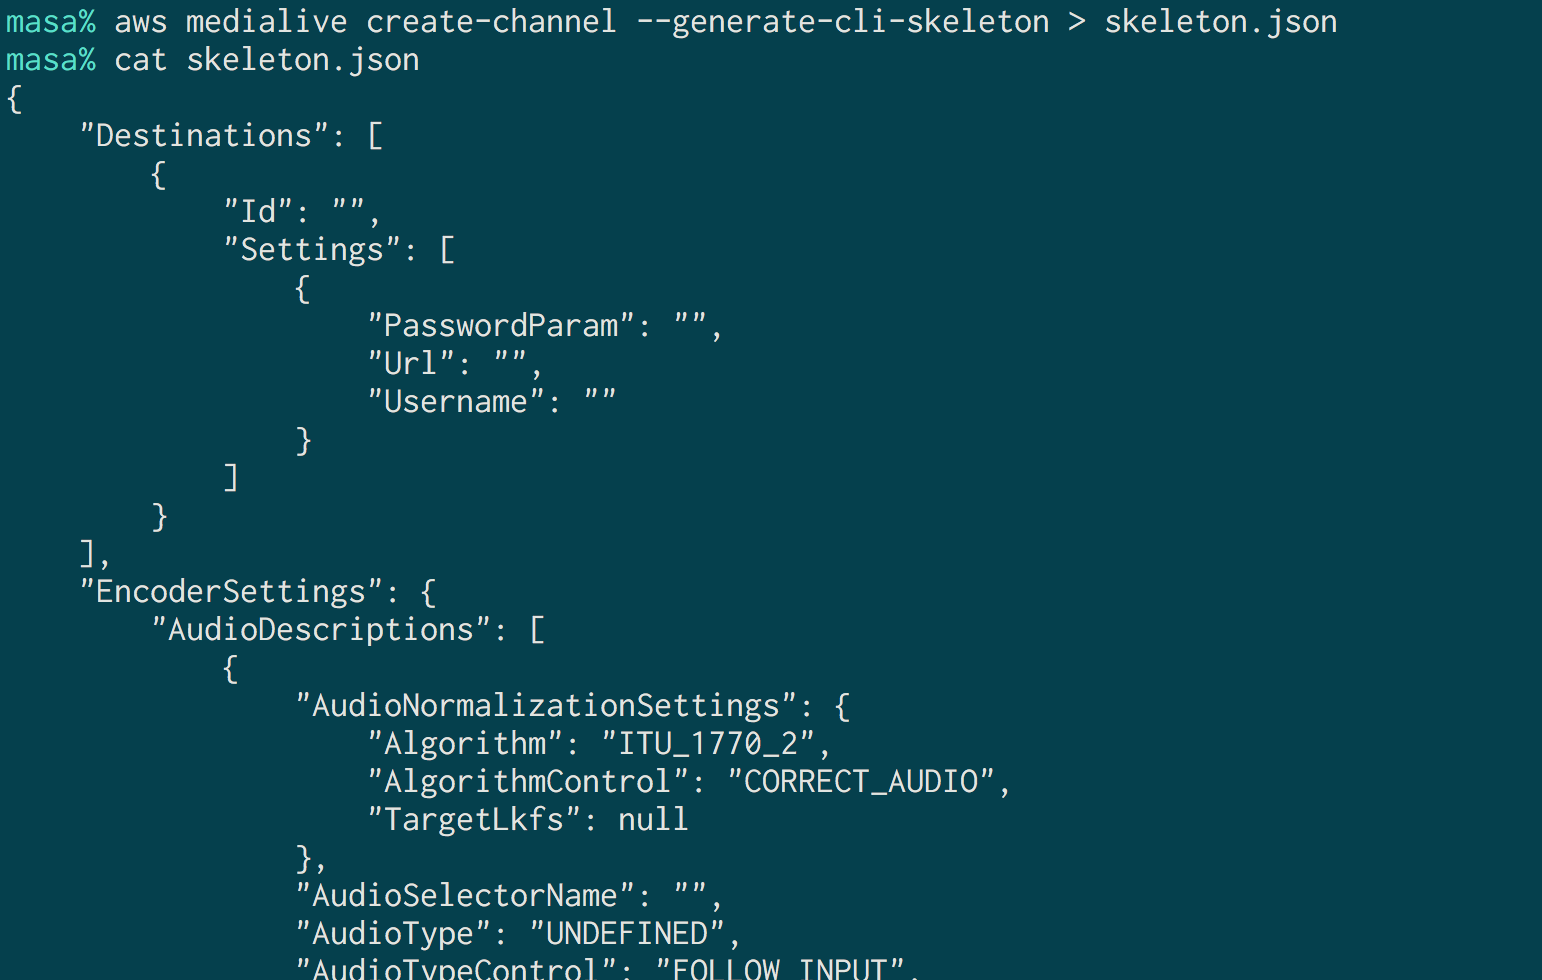 masa% aws medialive create-channel --generate-cli-skeleton > skeleton.json
masa% cat skeleton.json
{
    "Destinations": [
        {
            "Id": "",
            "Settings": [
                {
                    "PasswordParam": "",
                    "Url": "",
                    "Username": ""
                }
            ]
        }
    ],
    "EncoderSettings": {
        "AudioDescriptions": [
            {
                "AudioNormalizationSettings": {
                    "Algorithm": "ITU_1770_2",
                    "AlgorithmControl": "CORRECT_AUDIO",
                    "TargetLkfs": null
                },
                "AudioSelectorName": "",
                "AudioType": "UNDEFINED",
                "AudioTypeControl": "FOLLOW_INPUT",